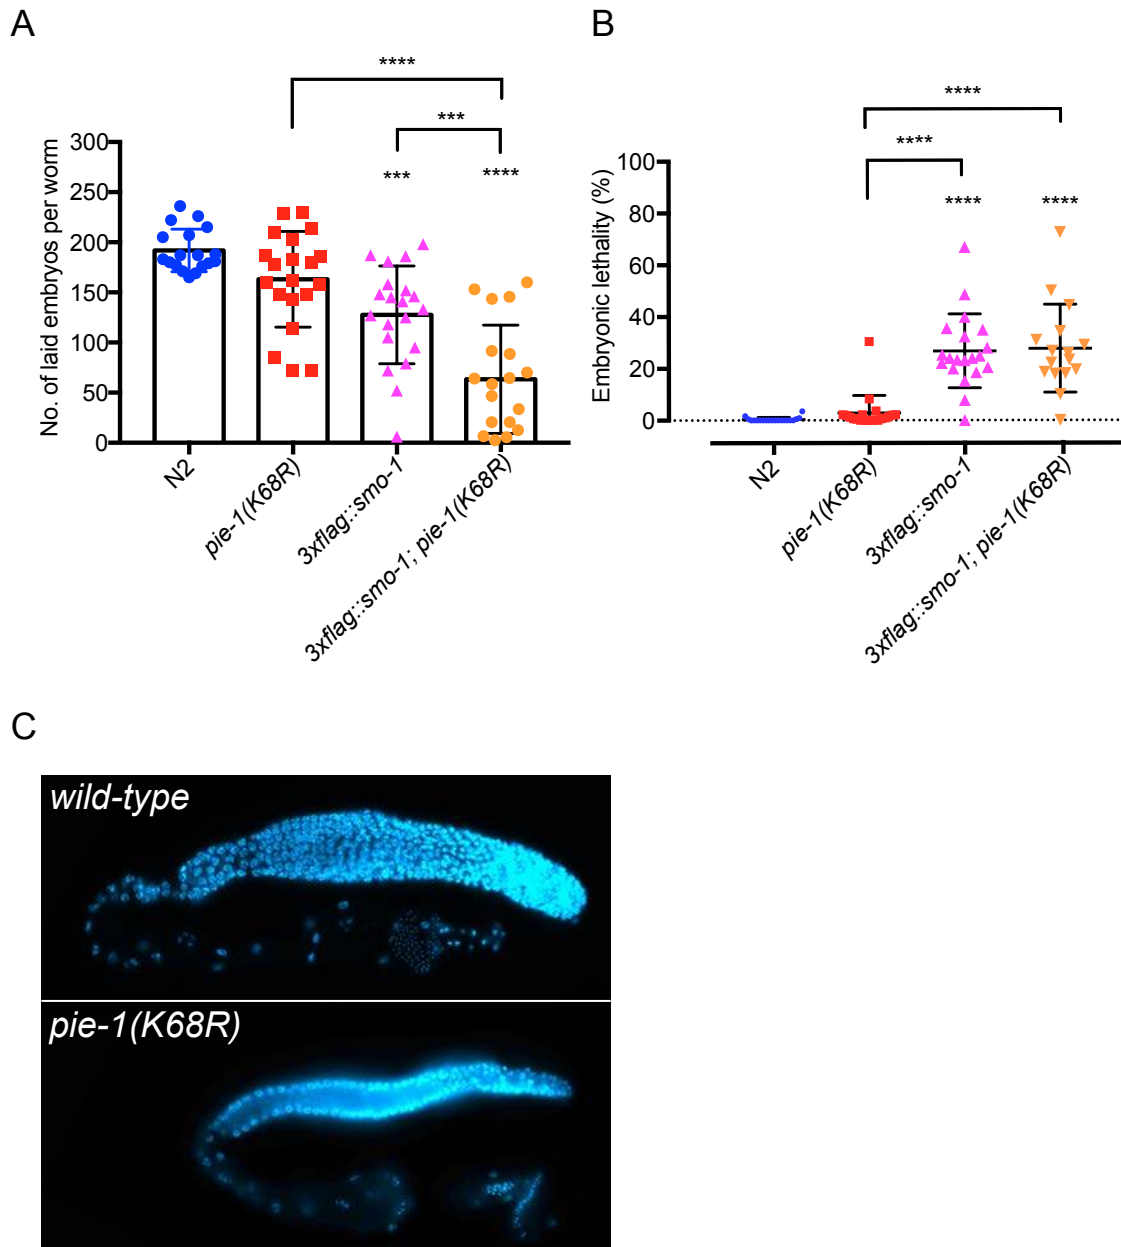 A
No. of laid embryos per worm
300
250
200
150
100
50
0
****
***
***
****
N2
pie-1(K68R)
3xflag::smo-1
3xflag::smo-1; pie-1(K68R)
B
Embryonic lethality (%)
100
80
60
40
20
0
****
****
****
****
N2
pie-1(K68R)
3xflag::smo-1
3xflag::smo-1; pie-1(K68R)
C
wild-type
pie-1(K68R)